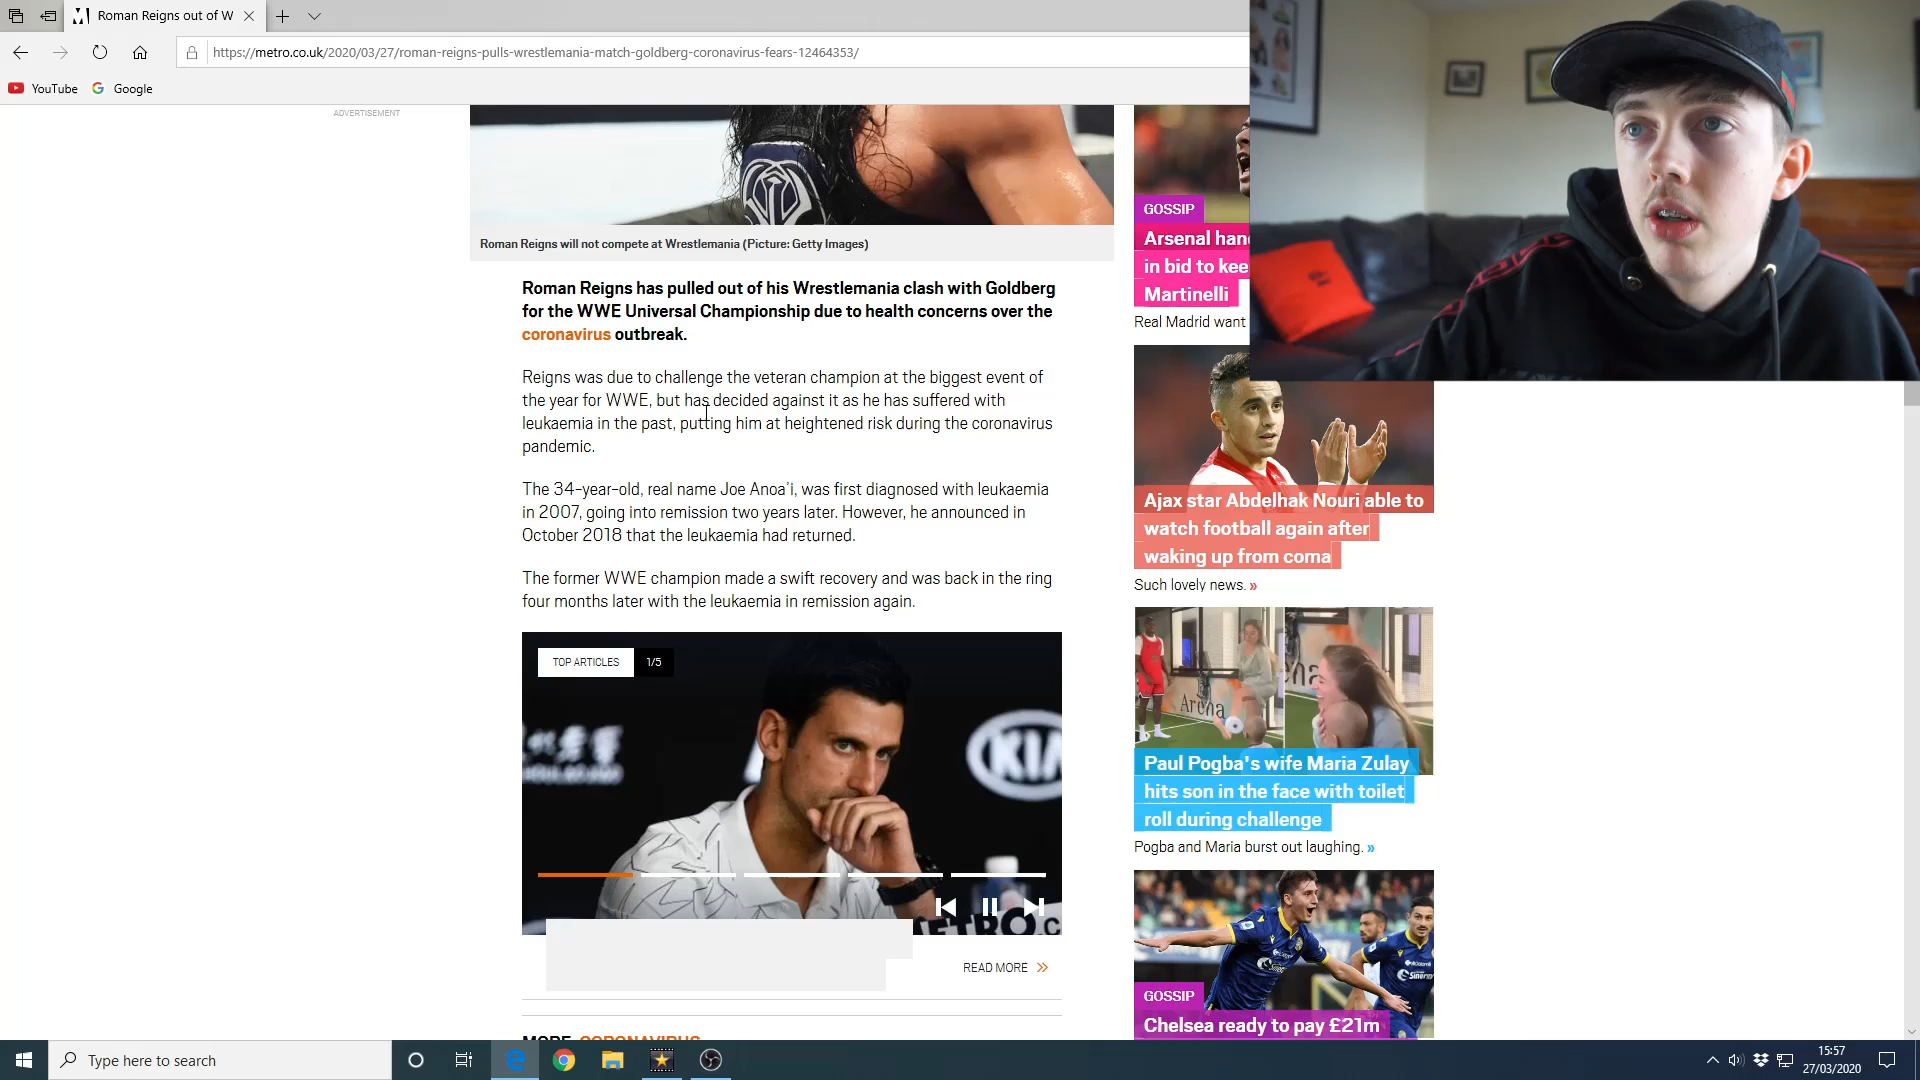 Roman Reigns out of W
https://metro.co.uk/2020/03/27/roman-reigns-pulls-wrestlemania-match-goldberg-coronavirus-fears-12464353/
YouTube
Google
ADVERTISEMENT
Roman Reigns will not compete at Wrestlemania (Picture: Getty Images)
Roman Reigns has pulled out of his Wrestlemania clash with Goldberg
for the WWE Universal Championship due to health concerns over the
coronavirus outbreak.
Reigns was due to challenge the veteran champion at the biggest event of
the year for WWE, but has decided against it as he has suffered with
leukaemia in the past, putting him at heightened risk during the coronavirus
pandemic.
The 34-year-old, real name Joe Anoa'i, was first diagnosed with leukaemia
in 2007, going into remission two years later. However, he announced in
October 2018 that the leukaemia had returned.
The former WWE champion made a swift recovery and was back in the ring
four months later with the leukaemia in remission again.
TOP ARTICLES
1/5
KIA
METRO.C
READ MORE »
MORE: CORONAVIRUS
GOSSIP
Arsenal han
in bid to kee
Martinelli
Real Madrid want
Ajax star Abdelhak Nouri able to
watch football again after
waking up from coma
Such lovely news. »
Arena
ena
Paul Pogba's wife Maria Zulay
hits son in the face with toilet
roll during challenge
Pogba and Maria burst out laughing. »
GOSSIP
Chelsea ready to pay £21m
Type here to search
15:57
27/03/2020